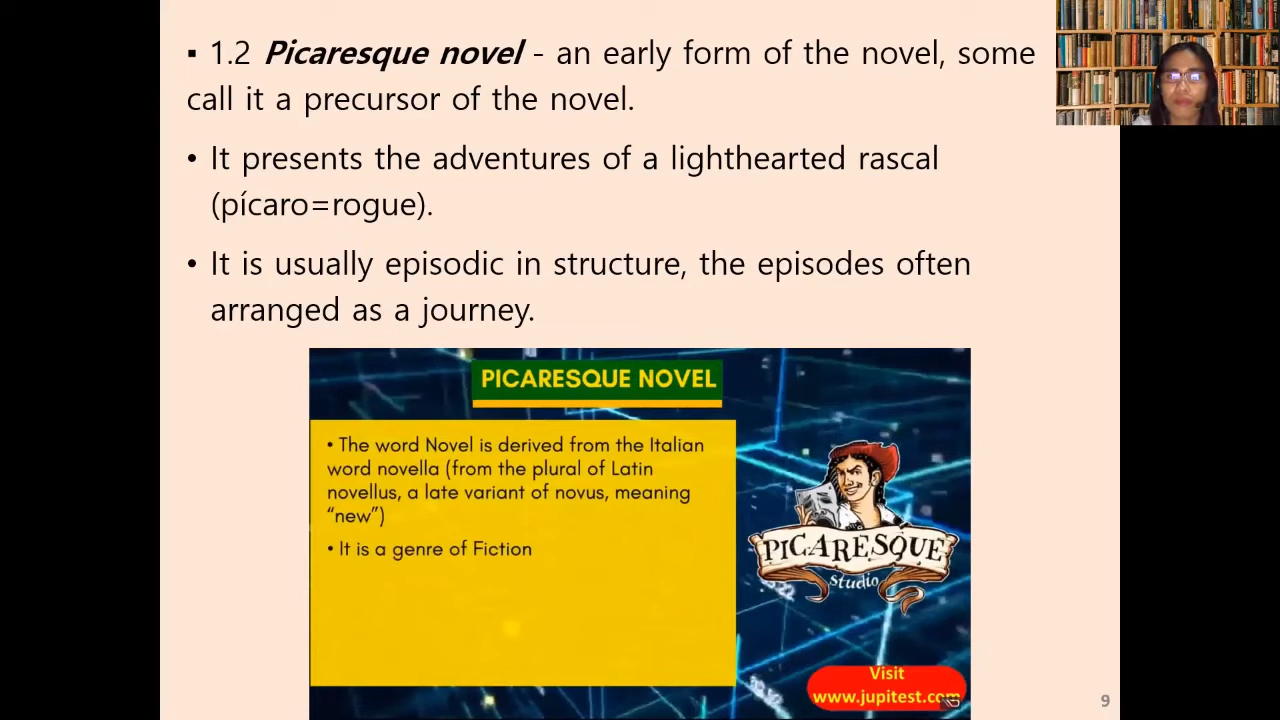 ▪ 1.2 Picaresque novel - an early form of the novel, some
call it a precursor of the novel.
• It presents the adventures of a lighthearted rascal
(pícaro=rogue).
• It is usually episodic in structure, the episodes often
arranged as a journey.
PICARESQUE NOVEL
• The word Novel is derived from the Italian
word novella (from the plural of Latin
novellus, a late variant of novus, meaning
“new”)
• It is a genre of Fiction
PICARESQUE
studio
Visit
www.jupitest.com
9